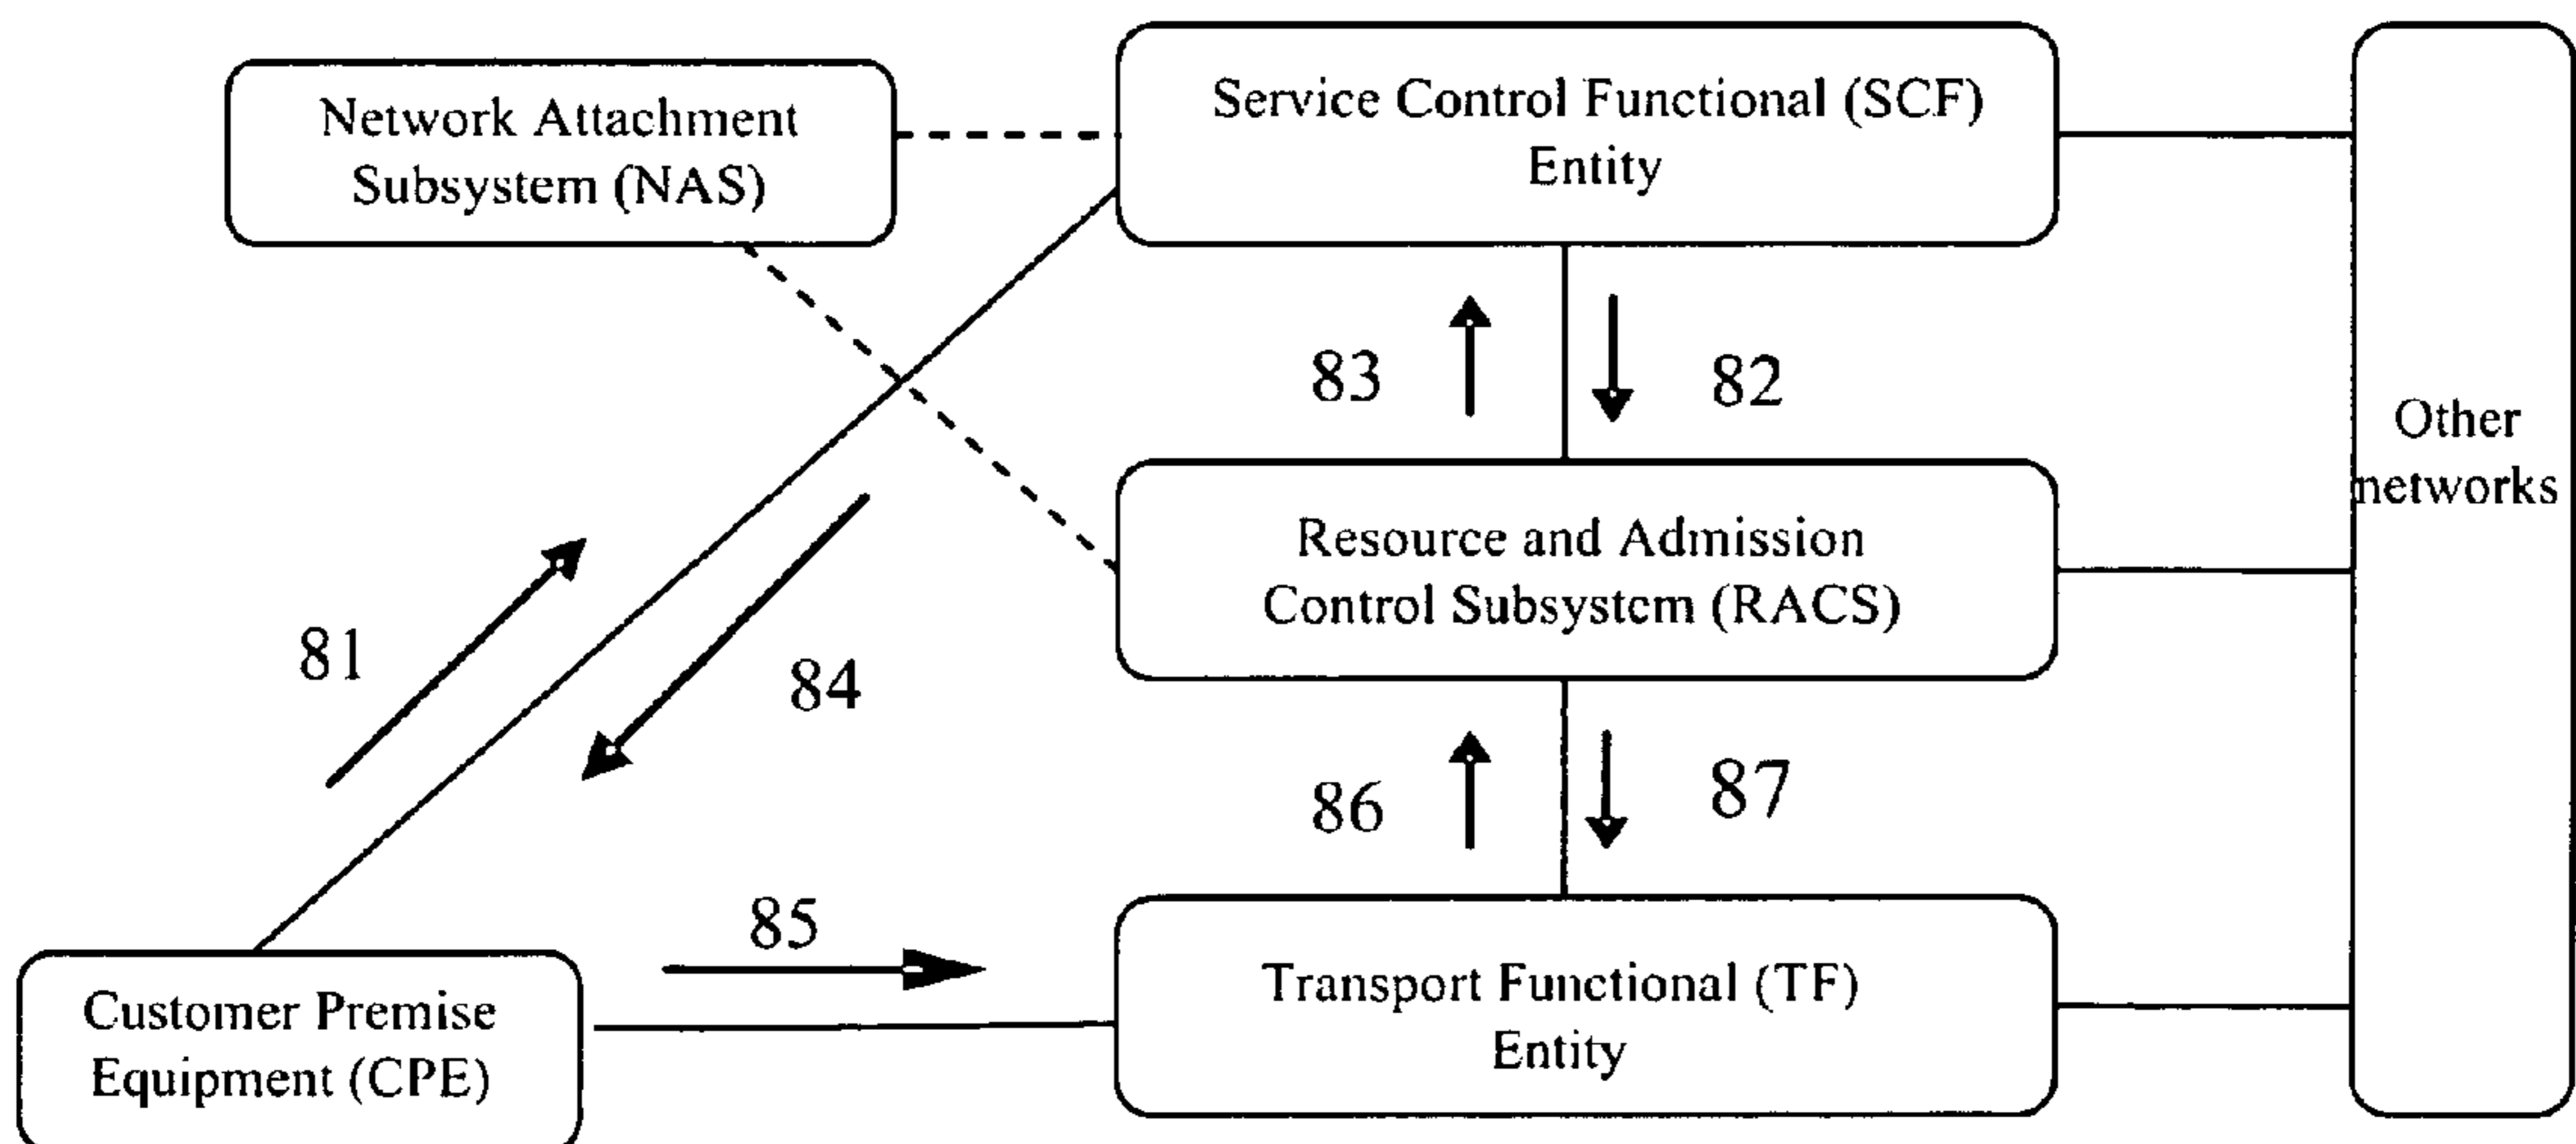 Network Attachment
Subsystem (NAS)
Service Control Functional (SCF)
Entity
Other
networks
83
82
Resource and Admission
Control Subsystem (RACS)
81
84
86
87
85
Customer Premise
Equipment (CPE)
Transport Functional (TF)
Entity